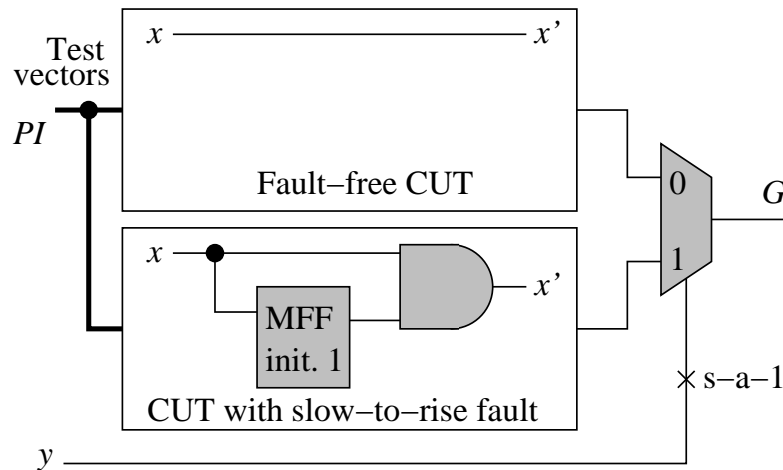 x x'
Test
vectors
PI
Fault−free CUT
0
G
x
1
x'
MFF
init. 1
s−a−1
CUT with slow−to−rise fault
y